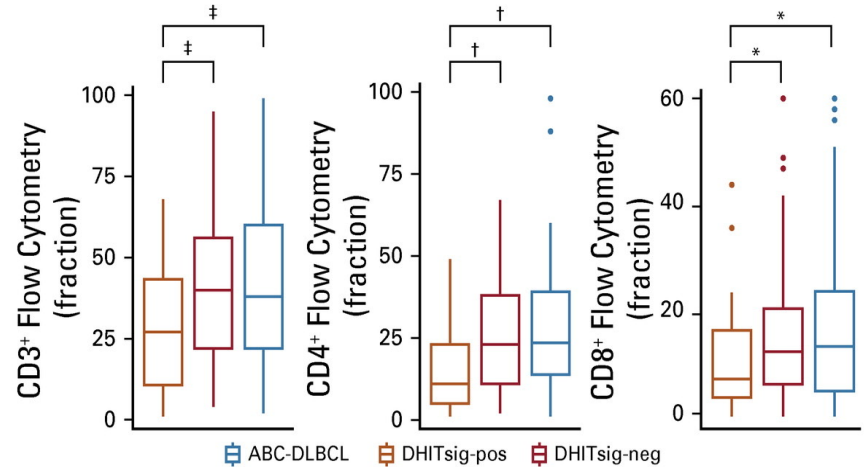 ‡
‡
CD3+ Flow Cytometry
(fraction)
100
75
50
25
0
†
†
CD4+ Flow Cytometry
(fraction)
100
75
50
25
0
*
*
CD8+ Flow Cytometry
(fraction)
60
40
20
0
ABC-DLBCL DHITsig-pos DHITsig-neg